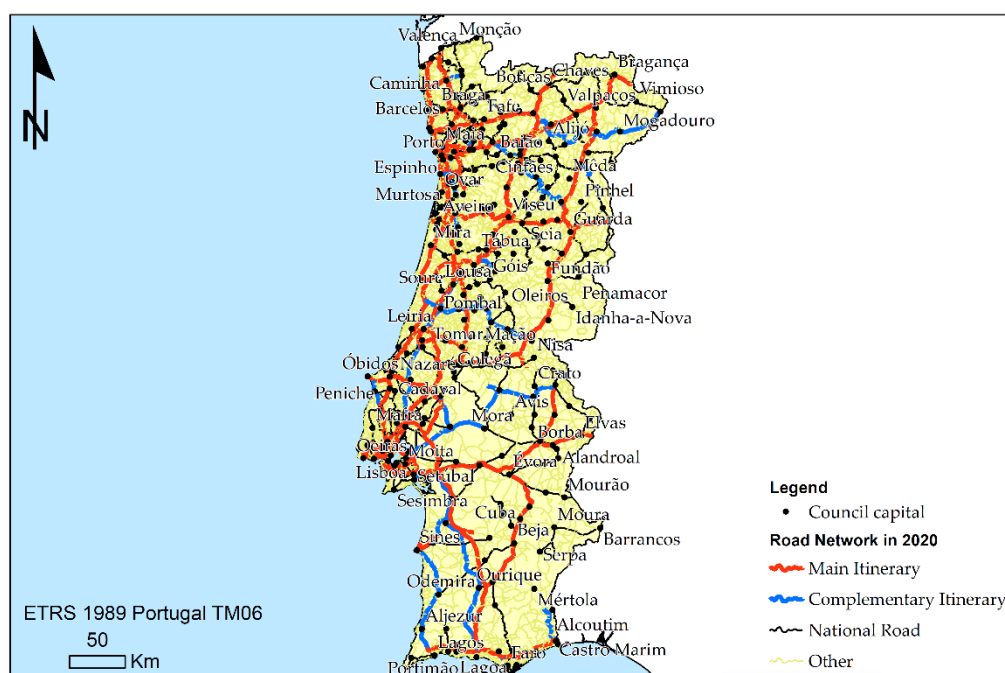 Monção
Valença
Bragança
Chaves
Boticas
Caminha
Vimioso
Braga
Valpaços
Barcelos
Fafe
Mogadouro
Alijó
Maia
Porto
Baião
Espinho
Cinfães
Mêda
Ovar
Murtosa
Pinhel
Aveiro
Viseu
Guarda
Mira
Seia
Tábua
Góis
Lousa
Soure
Fundão
Penamacor
Oleiros
Pombal
Leiria
Idanha-a-Nova
Tomar
Mação
Nisa
Óbidos
Nazaré
Golegã
Crato
Peniche
Cadaval
Avis
Mora
Mafra
Elvas
Borba
Oeiras
Moita
Alandroal
Évora
Lisboa
Setubal
Mourão
Sesimbra
Cuba
Moura
Beja
Barrancos
Sines
Serpa
Ourique
Odemira
Mértola
Aljezur
Alcoutim
Lagos
Castro Marim
Faro
Portimão
Lagoa
N
ETRS 1989 Portugal TM06
50
Km
Legend
Council capital
Road Network in 2020
Main Itinerary
Complementary Itinerary
National Road
Other